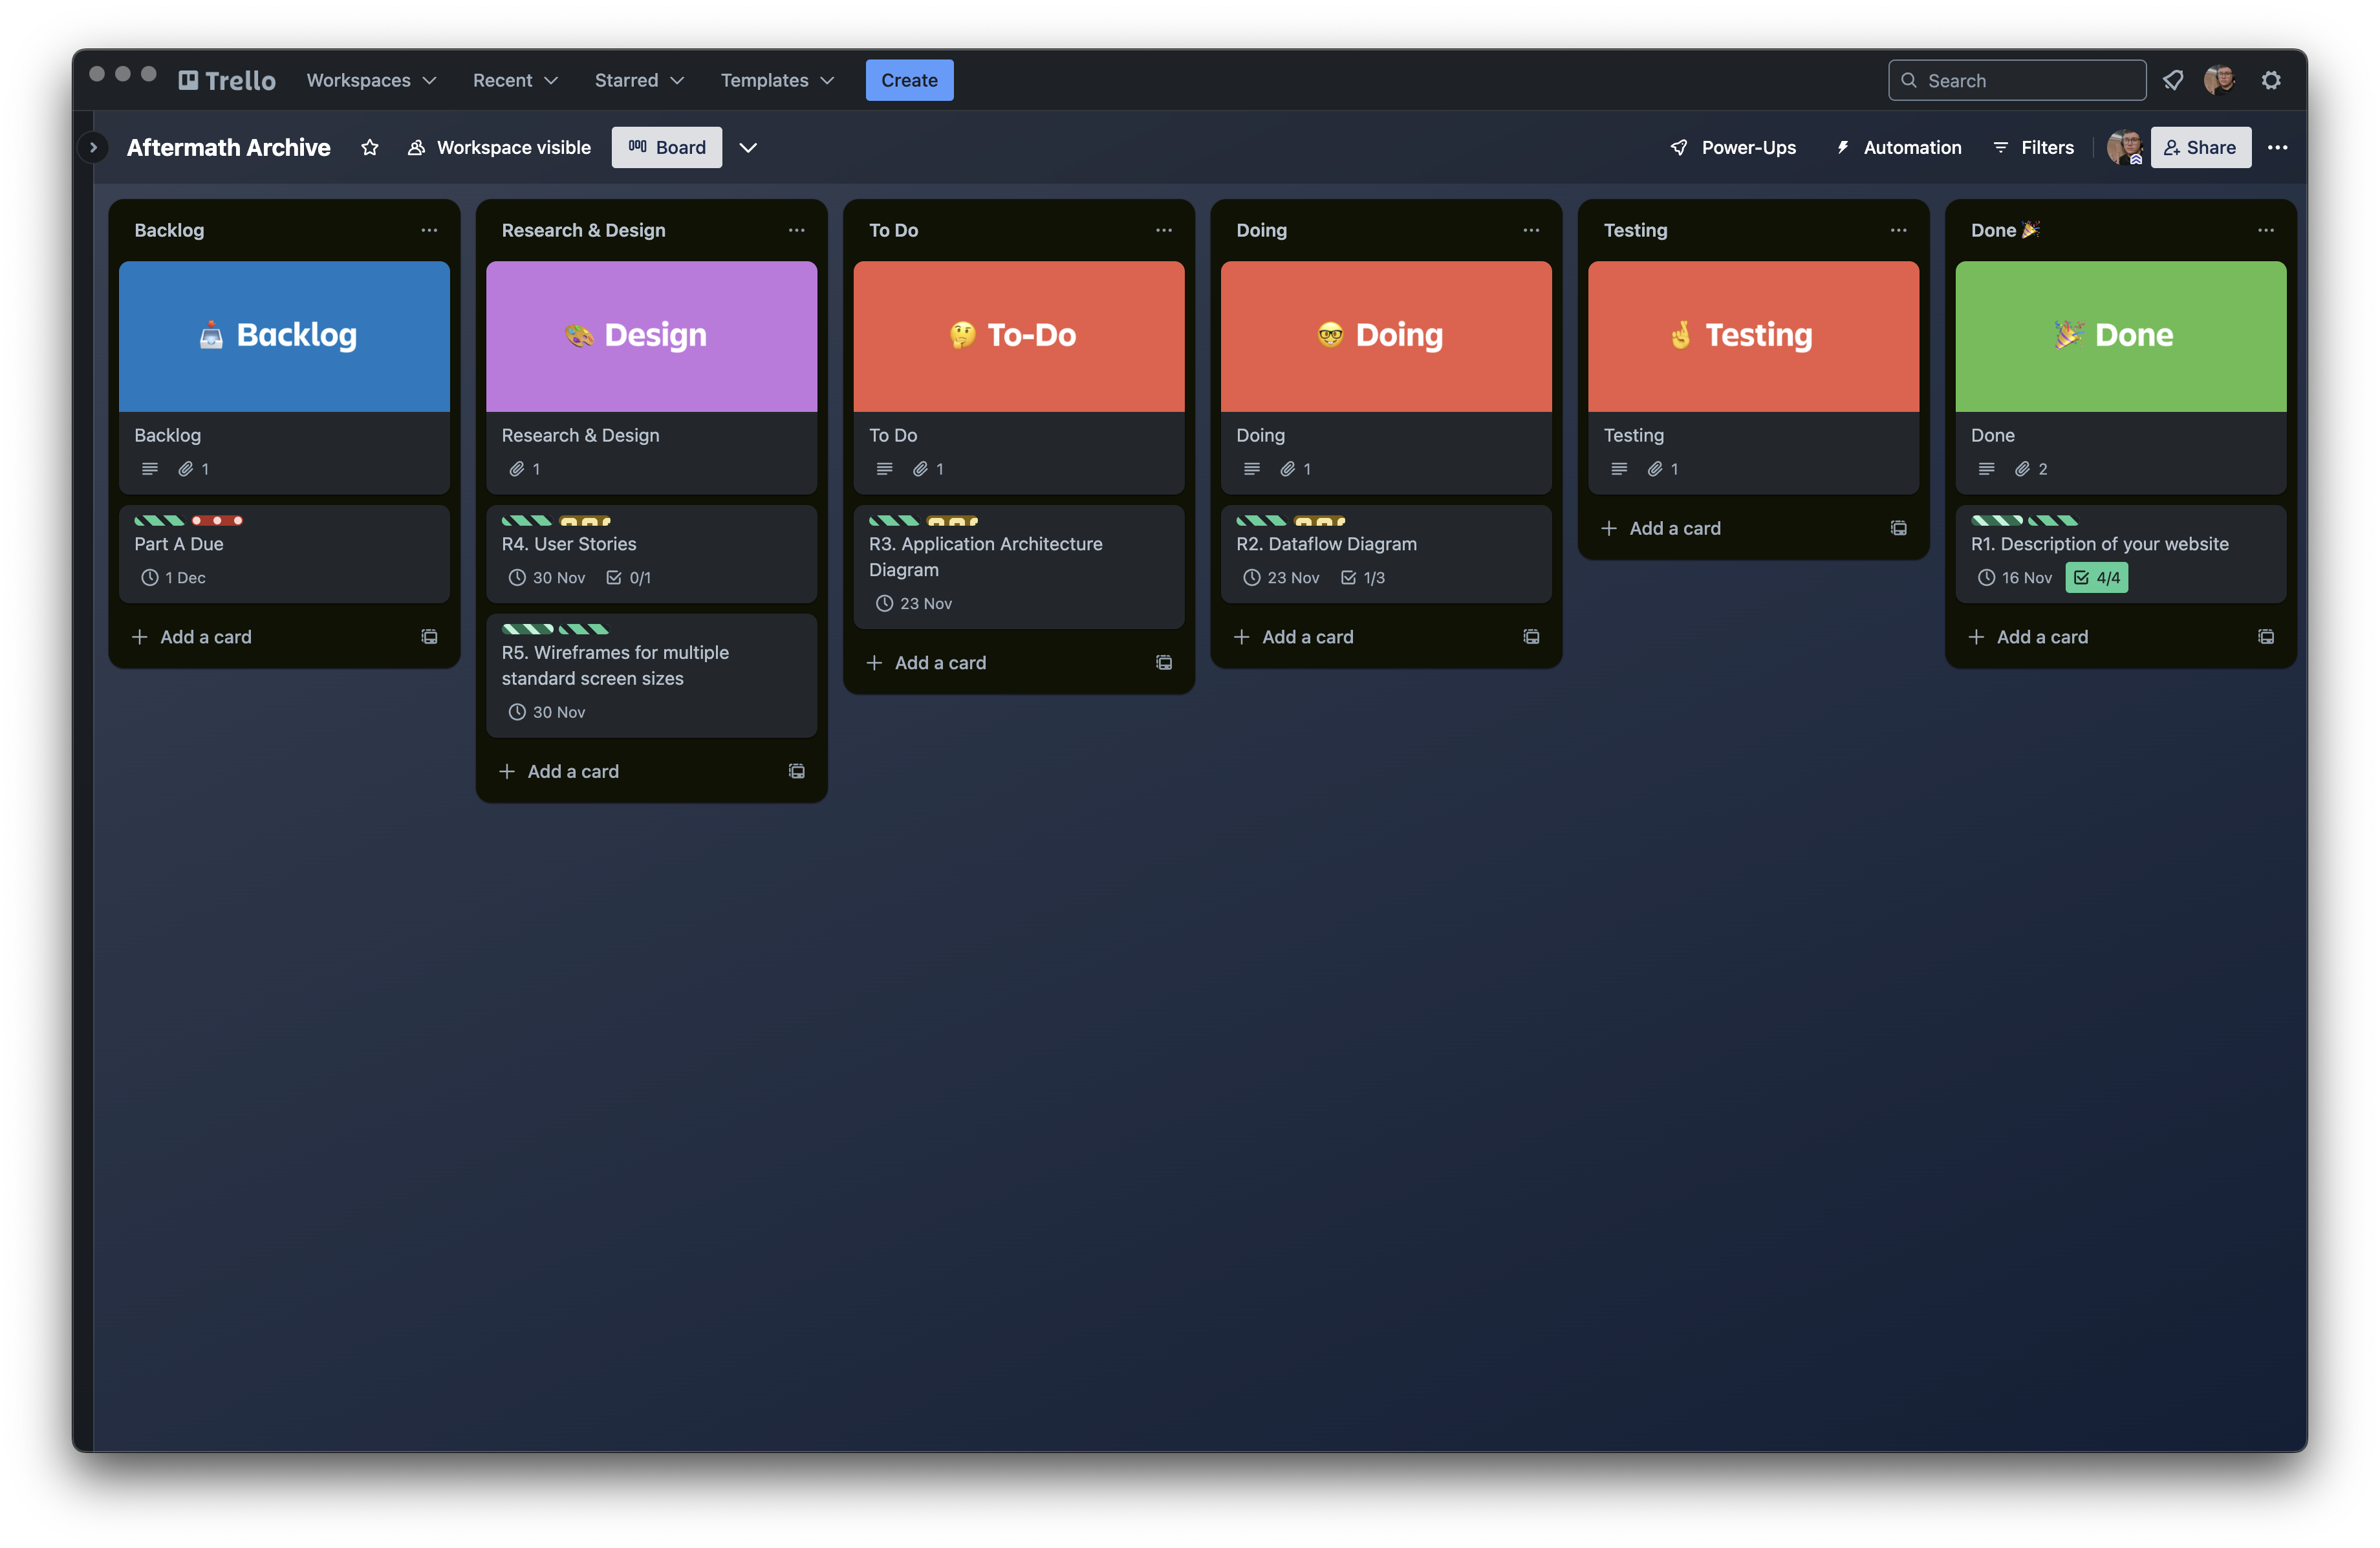 Trello
Workspaces
Recent
Starred
Templates
Create
Search
Aftermath Archive
Workspace visible
Board
Power-Ups
Automation
Filters
Share
Backlog
Backlog
Backlog
1
Part A Due
1 Dec
Add a card
Research & Design
Design
Research & Design
1
R4. User Stories
30 Nov
0/1
R5. Wireframes for multiple
standard screen sizes
30 Nov
Add a card
To Do
To-Do
To Do
1
R3. Application Architecture
Diagram
23 Nov
Add a card
Doing
Doing
Doing
1
R2. Dataflow Diagram
23 Nov
1/3
Add a card
Testing
Testing
Testing
1
Add a card
Done 🎉
Done
Done
2
R1. Description of your website
16 Nov
4/4
Add a card